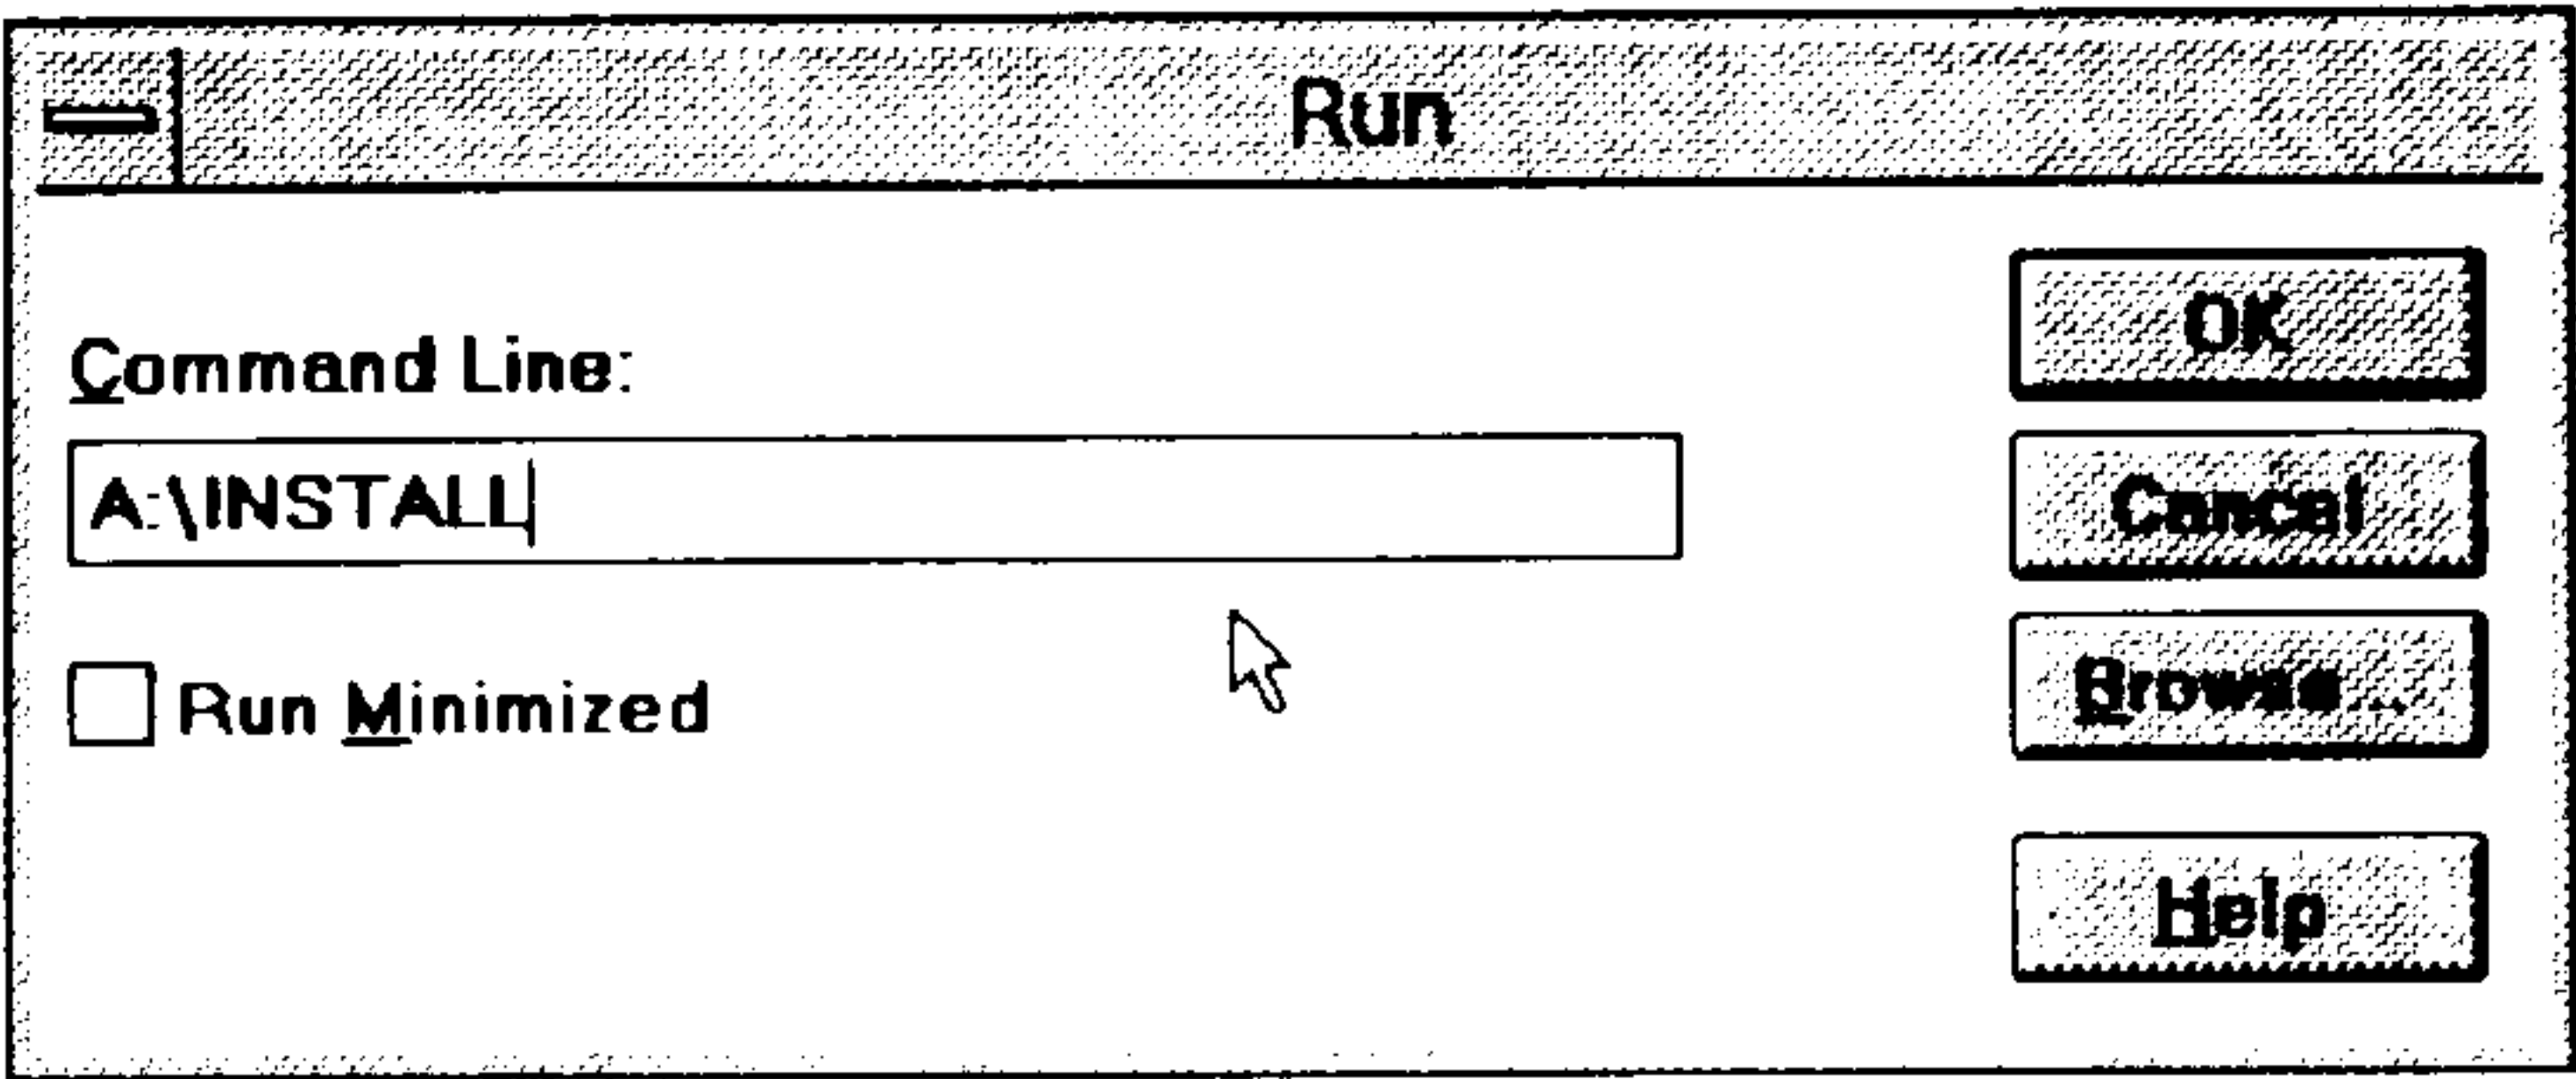 Run
Command Line:
A:\INSTALL
Run Minimized
OK
Cancel
Browse...
Help